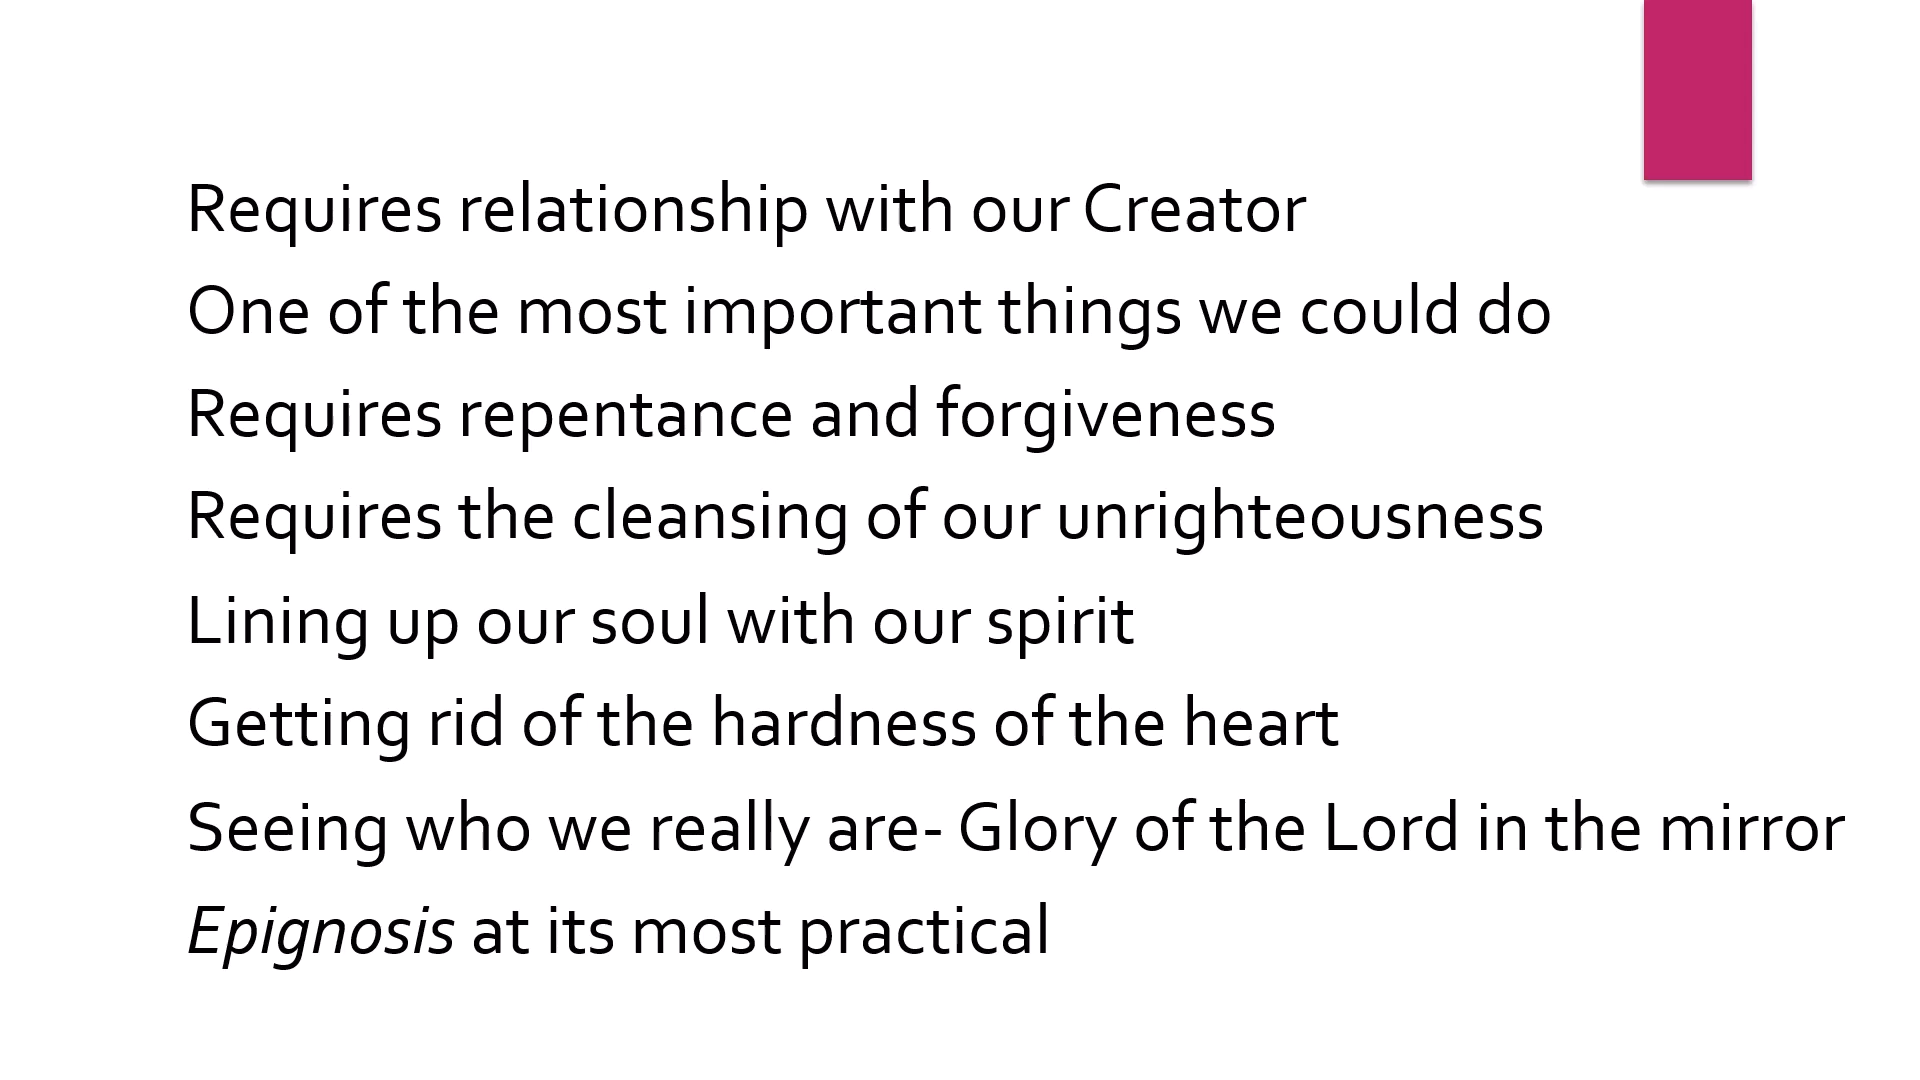 Requires relationship with our Creator
One of the most important things we could do
Requires repentance and forgiveness
Requires the cleansing of our unrighteousness
Lining up our soul with our spirit
Getting rid of the hardness of the heart
Seeing who we really are- Glory of the Lord in the mirror
Epignosis at its most practical